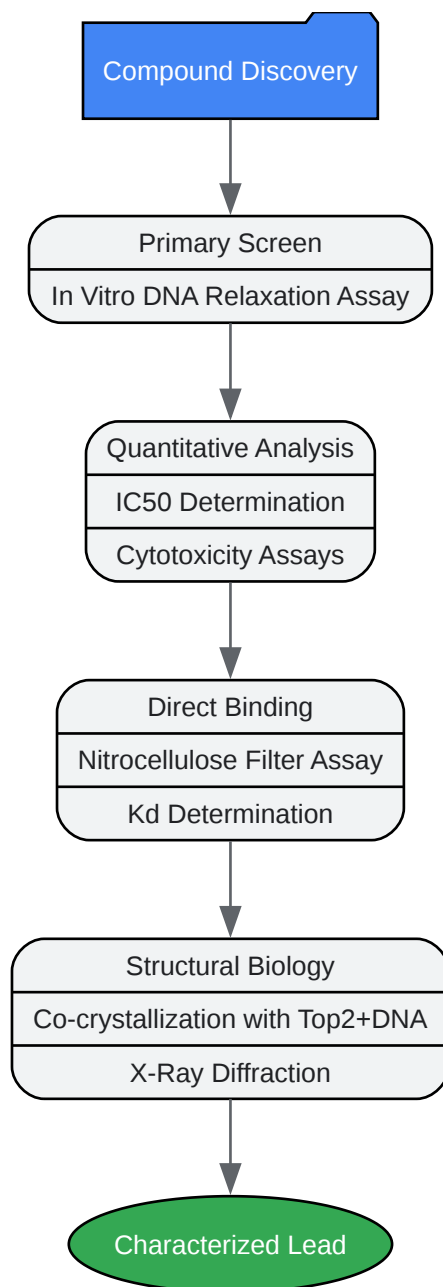 Compound Discovery
Primary Screen
In Vitro DNA Relaxation Assay
Quantitative Analysis
IC50 Determination
Cytotoxicity Assays
Direct Binding
Nitrocellulose Filter Assay
Kd Determination
Structural Biology
Co-crystallization with Top2+DNA
X-Ray Diffraction
Characterized Lead